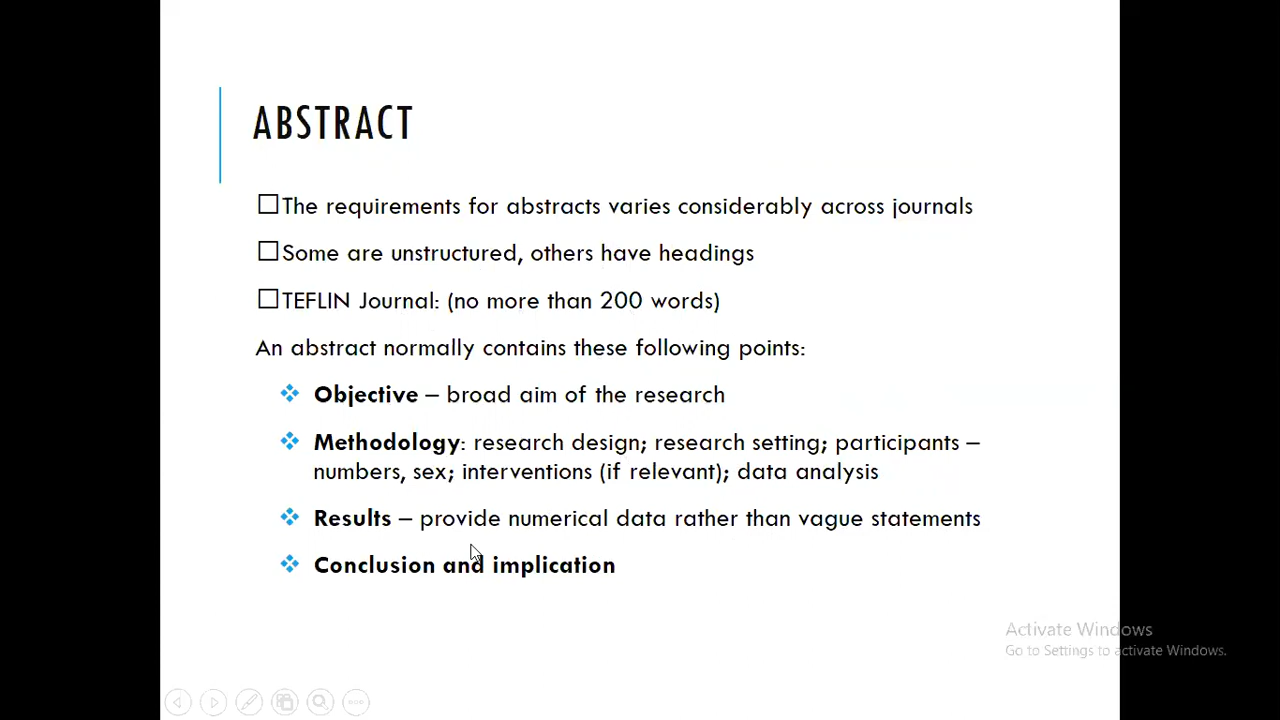 ABSTRACT
☐The requirements for abstracts varies considerably across journals
☐Some are unstructured, others have headings
☐TEFLIN Journal: (no more than 200 words)
An abstract normally contains these following points:
❖ Objective – broad aim of the research
❖ Methodology: research design; research setting; participants –
numbers, sex; interventions (if relevant); data analysis
❖ Results – provide numerical data rather than vague statements
❖ Conclusion and implication
Activate Windows
Go to Settings to activate Windows.